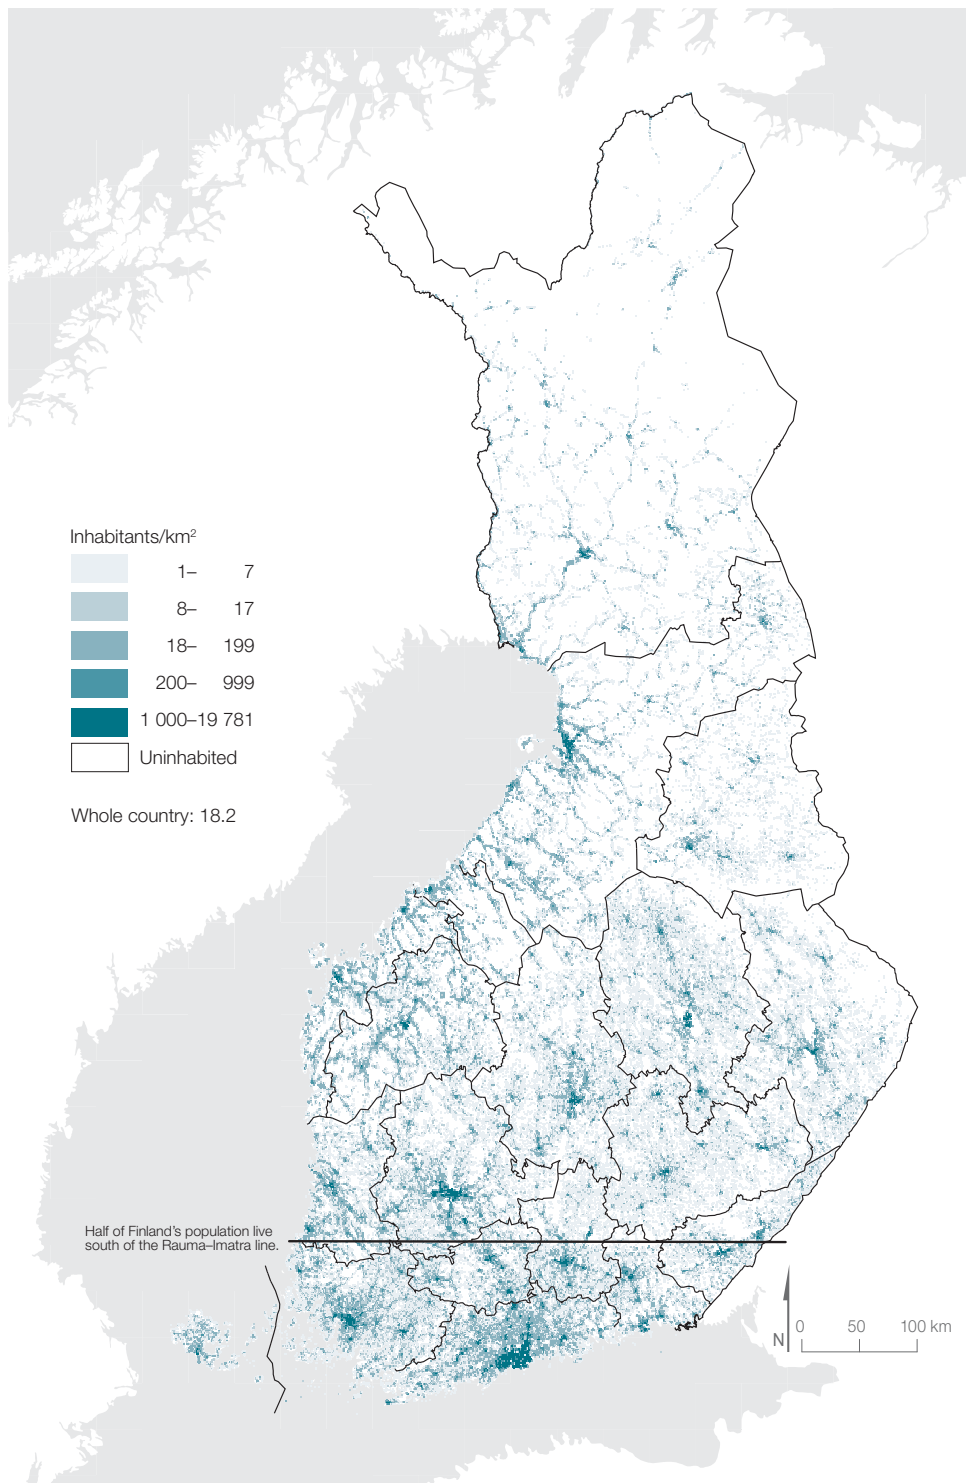 Inhabitants/km²
1– 7
8– 17
18– 199
200– 999
1 000–19 781
Uninhabited
Whole country: 18.2
Half of Finland's population live
south of the Rauma–Imatra line.
N
0 50 100 km